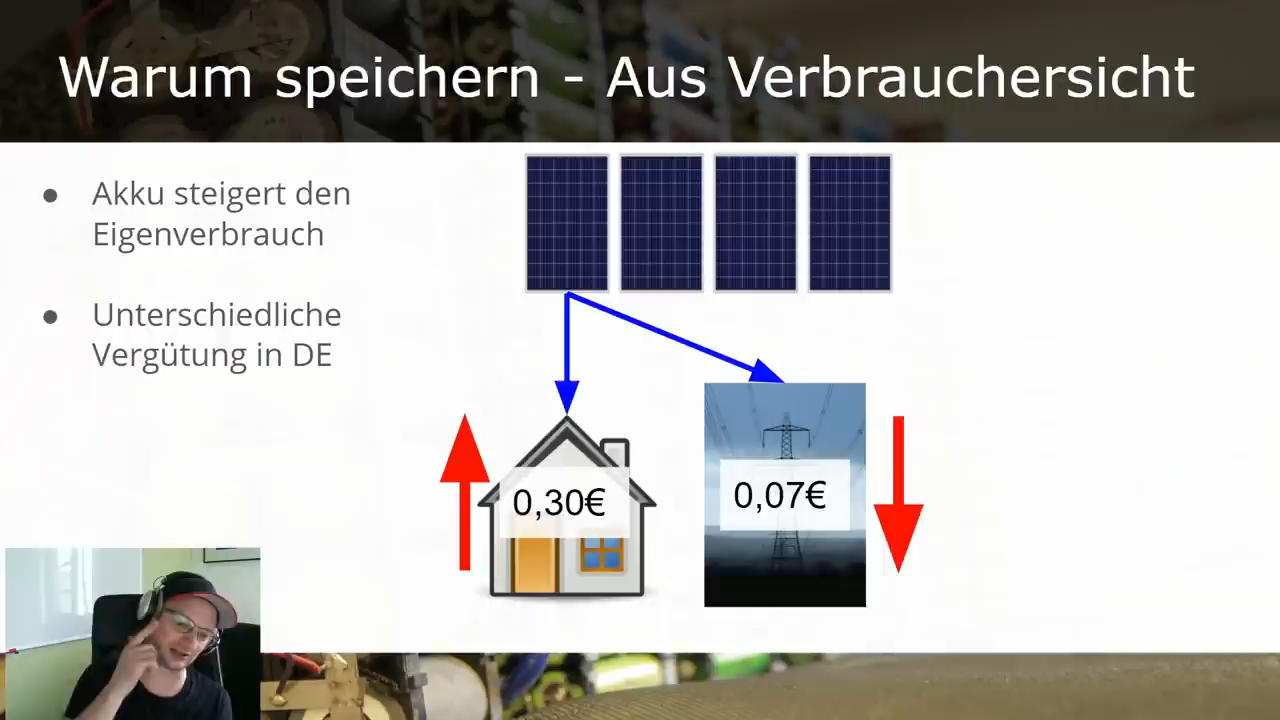 Warum speichern - Aus Verbrauchersicht
● Akku steigert den
Eigenverbrauch
● Unterschiedliche
Vergütung in DE
0,30€
0,07€